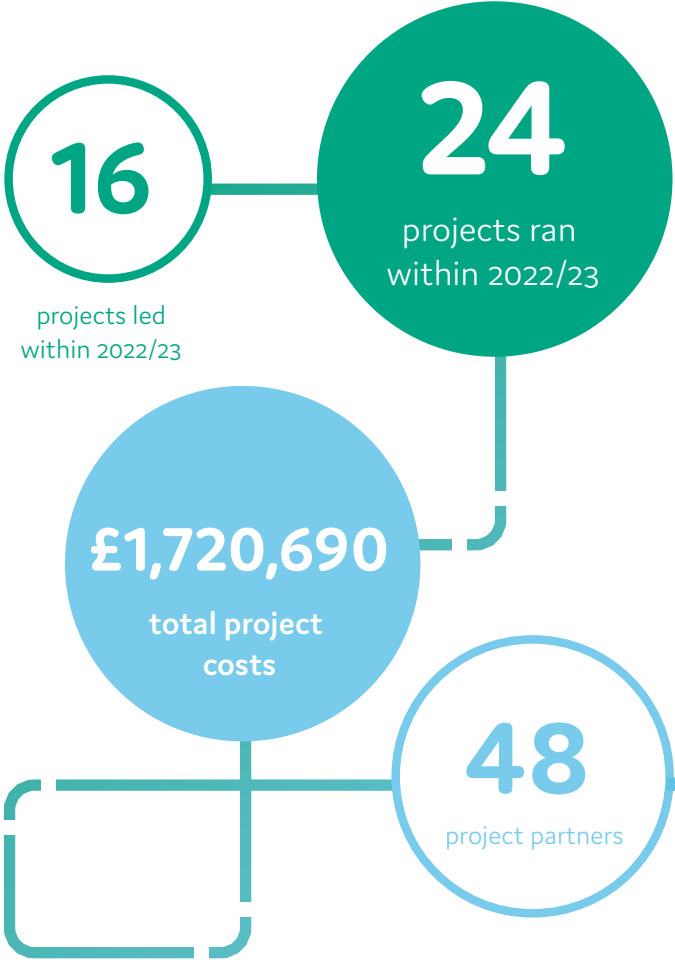 16
projects led
within 2022/23
24
projects ran
within 2022/23
£1,720,690
total project
costs
48
project partners